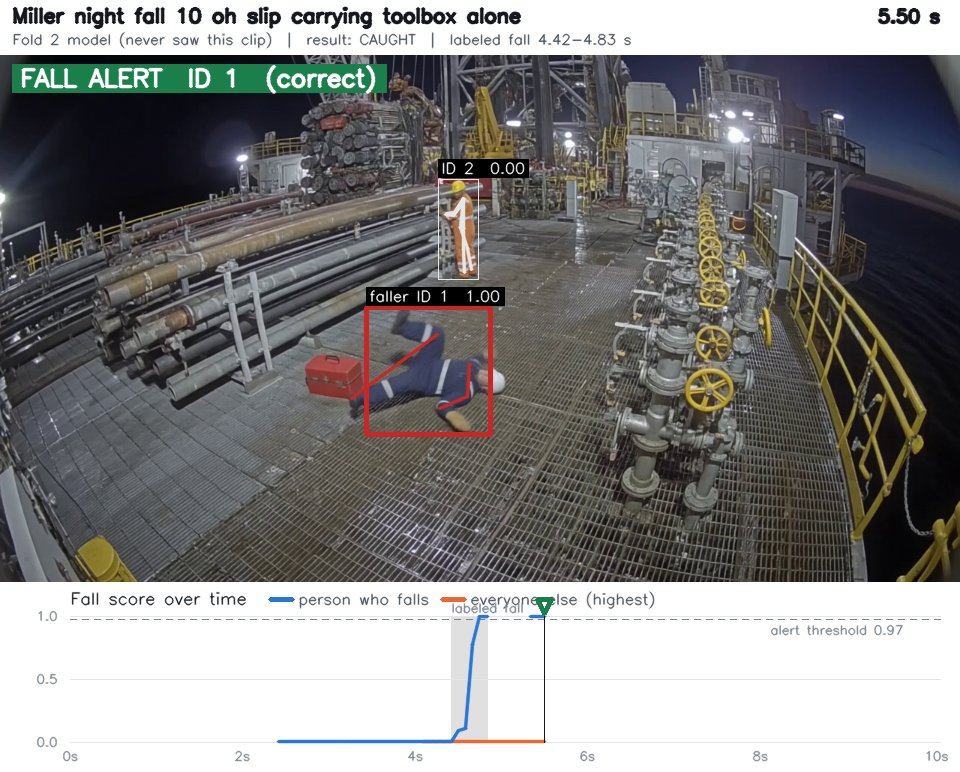 Miller night fall 10 oh slip carrying toolbox alone
5.50 s
Fold 2 model (never saw this clip) | result: CAUGHT | labeled fall 4.42–4.83 s
FALL ALERT ID 1 (correct)
ID 2 0.00
faller ID 1 1.00
Fall score over time
person who falls
everyone else (highest)
labeled fall
1.0
alert threshold 0.97
0.5
0.0
0s 2s 4s 6s 8s 10s